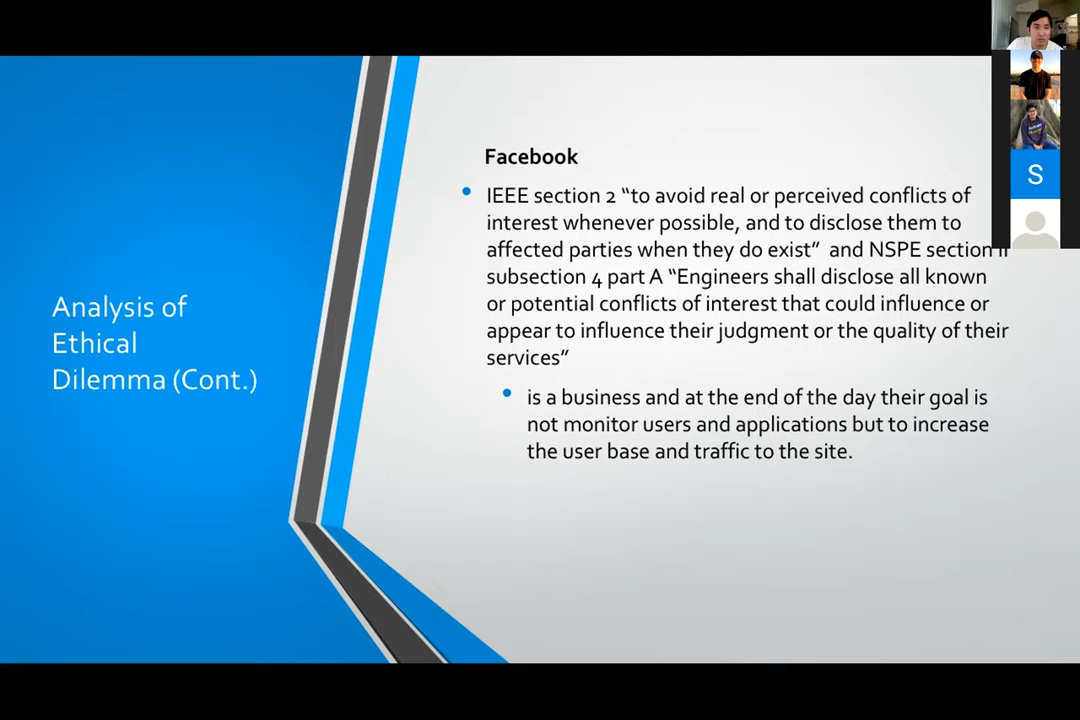 Facebook
IEEE section 2 “to avoid real or perceived conflicts of
interest whenever possible, and to disclose them to
affected parties when they do exist”  and NSPE section II
subsection 4 part A “Engineers shall disclose all known
or potential conflicts of interest that could influence or
appear to influence their judgment or the quality of their
services”
is a business and at the end of the day their goal is
not monitor users and applications but to increase
the user base and traffic to the site.
Analysis of
Ethical
Dilemma (Cont.)
S